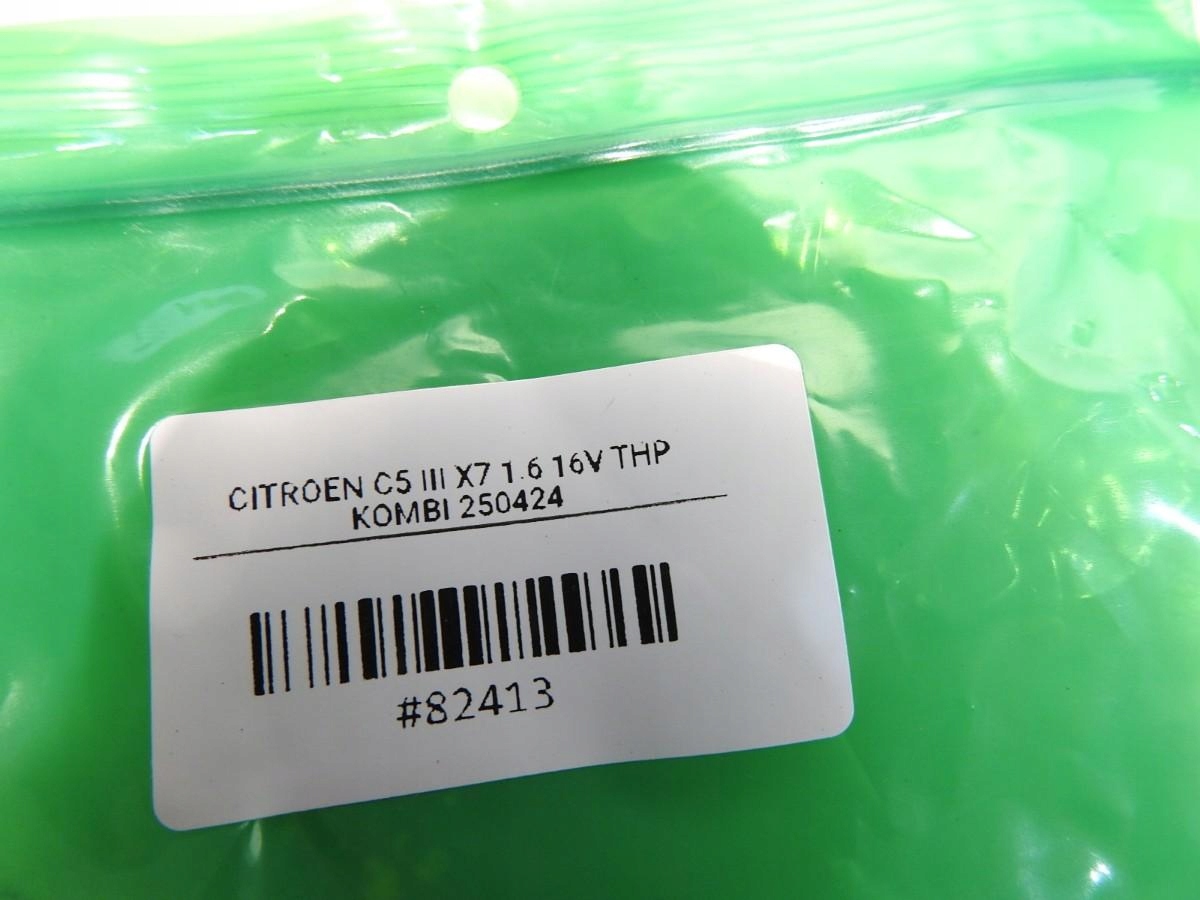 CITROEN C5 III X7 1.6 16V THP
KOMBI 250424
#82413